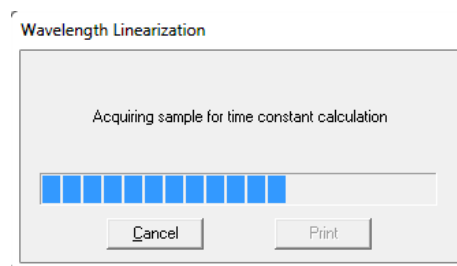 Wavelength Linearization
Acquiring sample for time constant calculation
Cancel Print